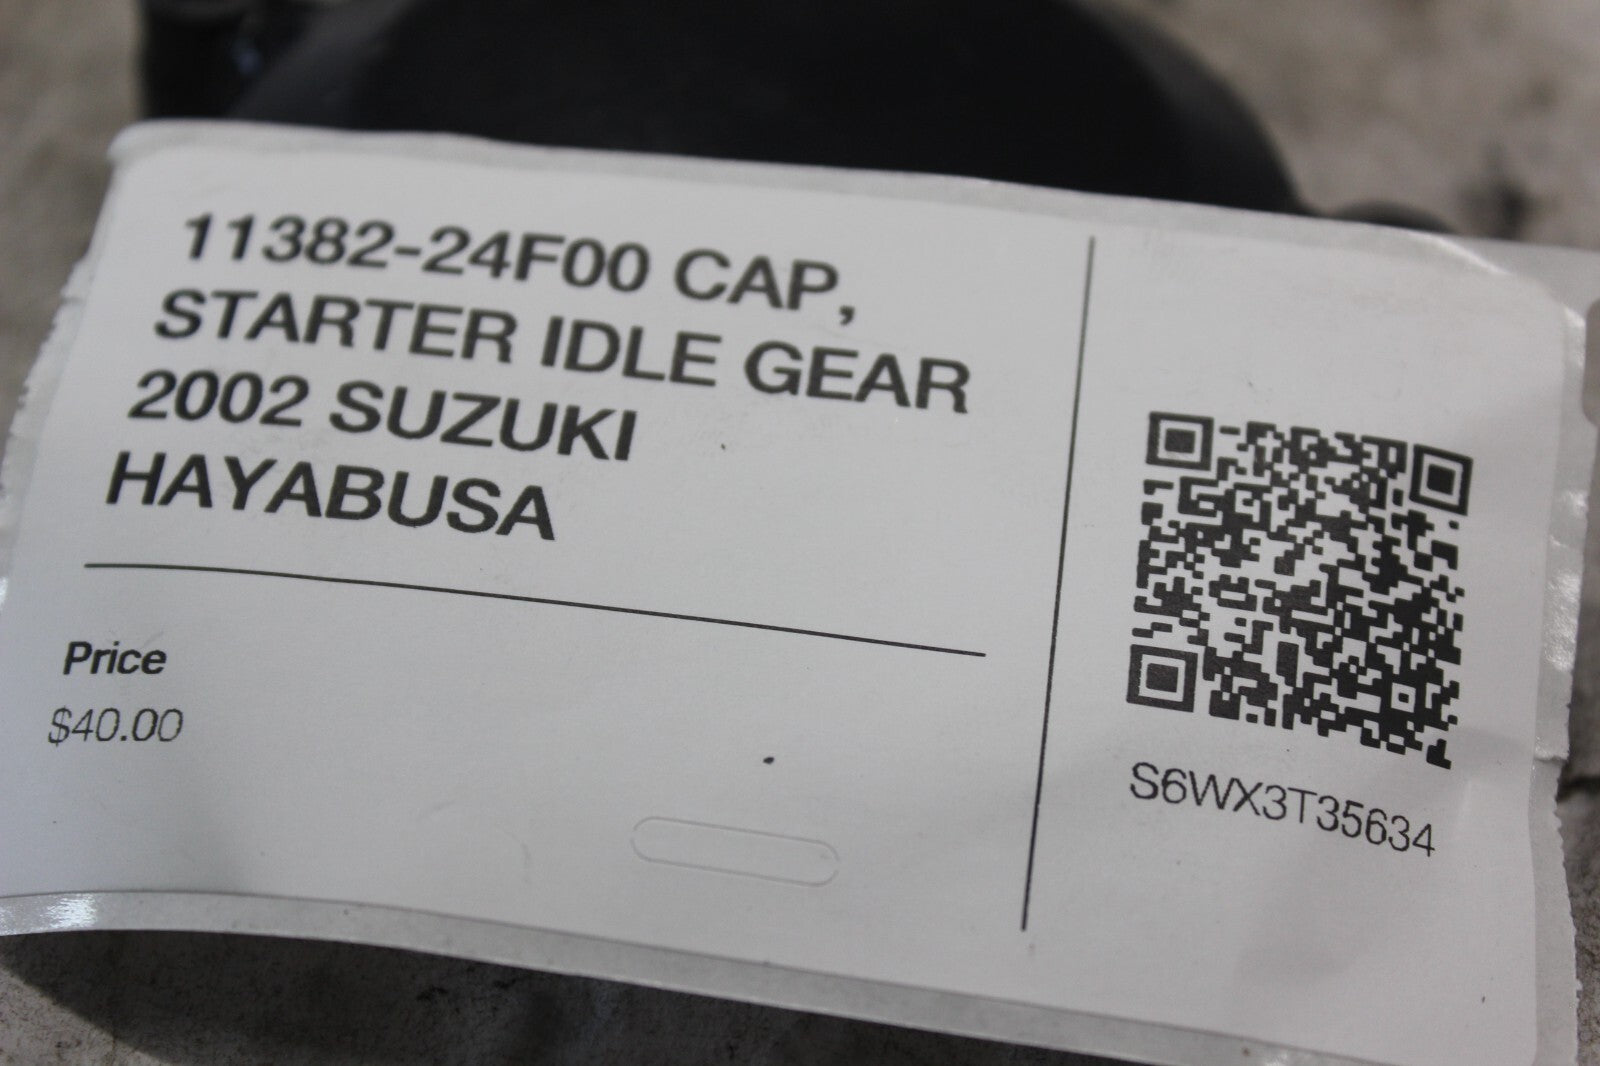 11382-24F00 CAP,
STARTER IDLE GEAR
2002 SUZUKI
HAYABUSA
Price
$40.00
S6WX3T35634